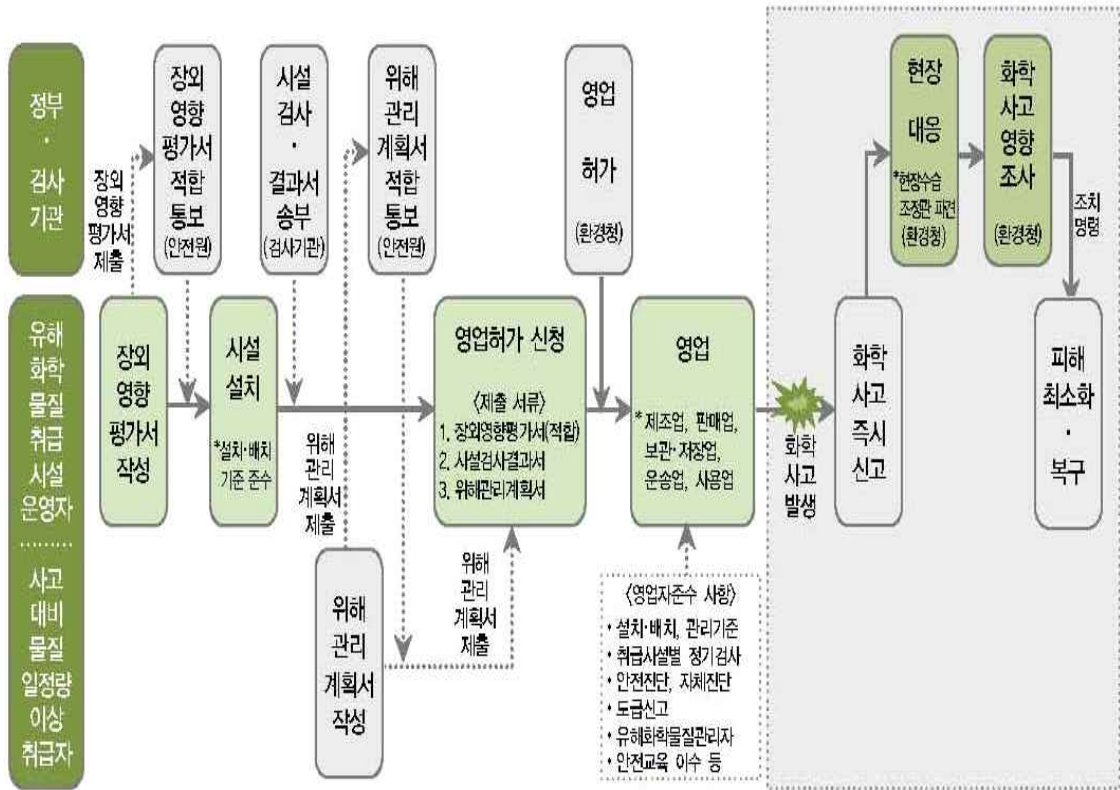 정부
·
검사
기관
장외
영향
평가서
제출
장외
영향
평가서
적합
통보
(안전원)
시설
검사
·
결과서
송부
(검사기관)
위해
관리
계획서
적합
통보
(안전원)
영업
허가
(환경청)
현장
대응
*현장수습
조정관 파견
(환경청)
화학
사고
영향
조사
(환경청)
조치
명령
유해
화학
물질
취급
시설
운영자
사고
대비
물질
일정량
이상
취급자
장외
영향
평가서
작성
시설
설치
*설치·배치
기준 준수
위해
관리
계획서
제출
위해
관리
계획서
작성
영업허가 신청
<제출 서류>
1. 장외영향평가서(적합)
2. 시설검사결과서
3. 위해관리계획서
위해
관리
계획서
제출
영업
* 제조업, 판매업,
보관·저장업,
운송업, 사용업
<영업자준수 사항>
• 설치·배치, 관리기준
• 취급시설별 정기검사
• 안전진단, 자체진단
• 도급신고
• 유해화학물질관리자
• 안전교육 이수 등
화학
사고
발생
화학
사고
즉시
신고
피해
최소화
·
복구